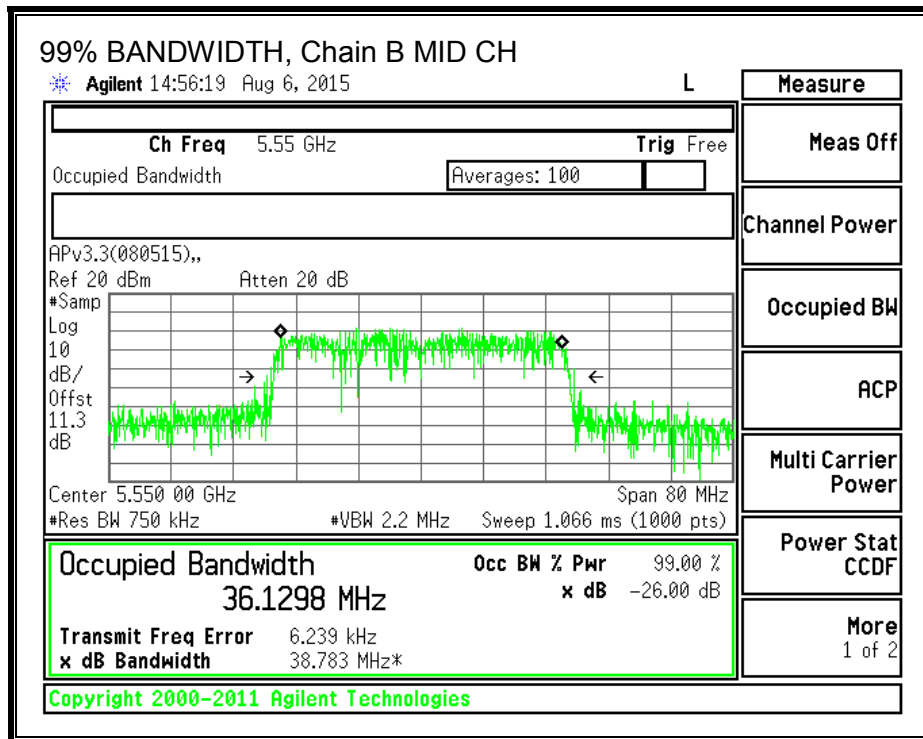 99% BANDWIDTH, Chain B MID CH
Agilent 14:56:19 Aug 6, 2015 L
Measure
Ch Freq 5.55 GHz Trig Free
Meas Off
Occupied Bandwidth Averages: 100
Channel Power
APv3.3(080515),,
Ref 20 dBm Atten 20 dB
#Samp
Log
10
dB/
Offst
11.3
dB
Occupied BW
ACP
Center 5.550 00 GHz Span 80 MHz
#Res BW 750 kHz #VBW 2.2 MHz Sweep 1.066 ms (1000 pts)
Multi Carrier
Power
Occupied Bandwidth Occ BW % Pwr 99.00 %
36.1298 MHz x dB -26.00 dB
Transmit Freq Error 6.239 kHz
x dB Bandwidth 38.783 MHz*
Power Stat
CCDF
More
1 of 2
Copyright 2000-2011 Agilent Technologies